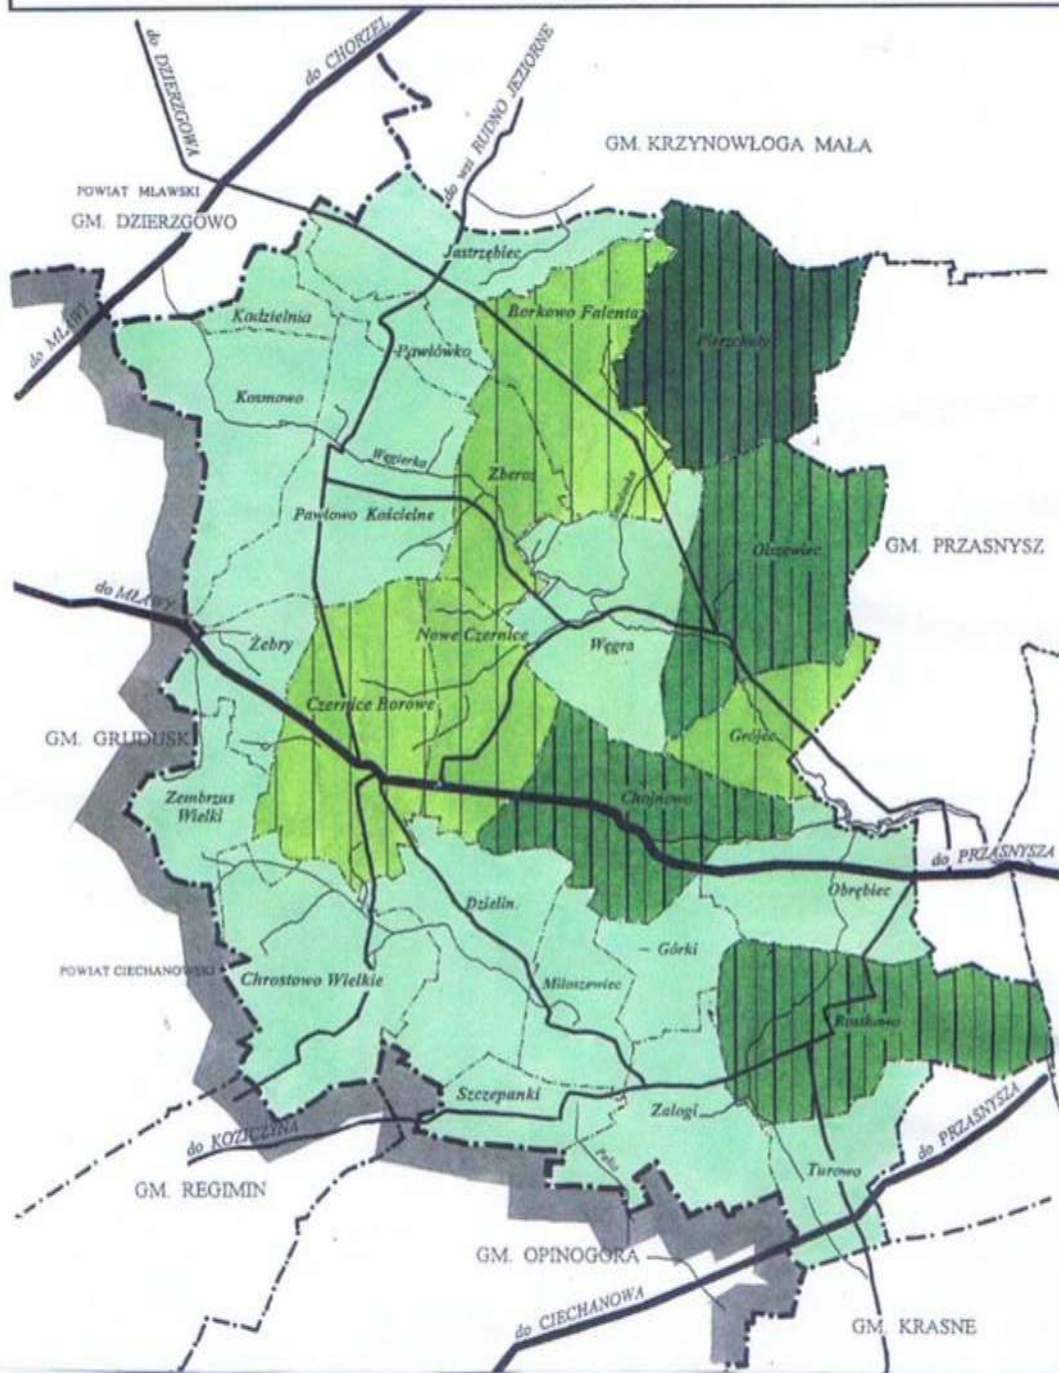 do DZIERZGOWA
do CHORZEL
do wsi RUDNO JEZIORNE
GM. KRZYNOWŁOGA MAŁA
POWIAT MŁAWSKI
GM. DZIERZGOWO
Jastrzębiec
do MŁAWY
Kadzielnia
Borkowo Falenta
Pierzchały
Pawłówko
Kosmowo
Węgierka
Zberoż
Pawłowo Kościelne
Olszewiec
GM. PRZASNYSZ
do MŁAWY
Żebry
Nowe Czernice
Węgra
Czernice Borowe
GM. GRUDUSK
Grójec
Zembrzus
Wielki
Chojnowo
do PRZASNYSZA
Obrębiec
Dzielin
Górki
POWIAT CIECHANOWSKI
Chrostowo Wielkie
Miłoszewiec
Rostkowo
Szczepanki
Załogi
do KOZICZYNA
Pełta
do PRZASNYSZA
Turowo
GM. REGIMIN
GM. OPINOGÓRA
do CIECHANOWA
GM. KRASNE